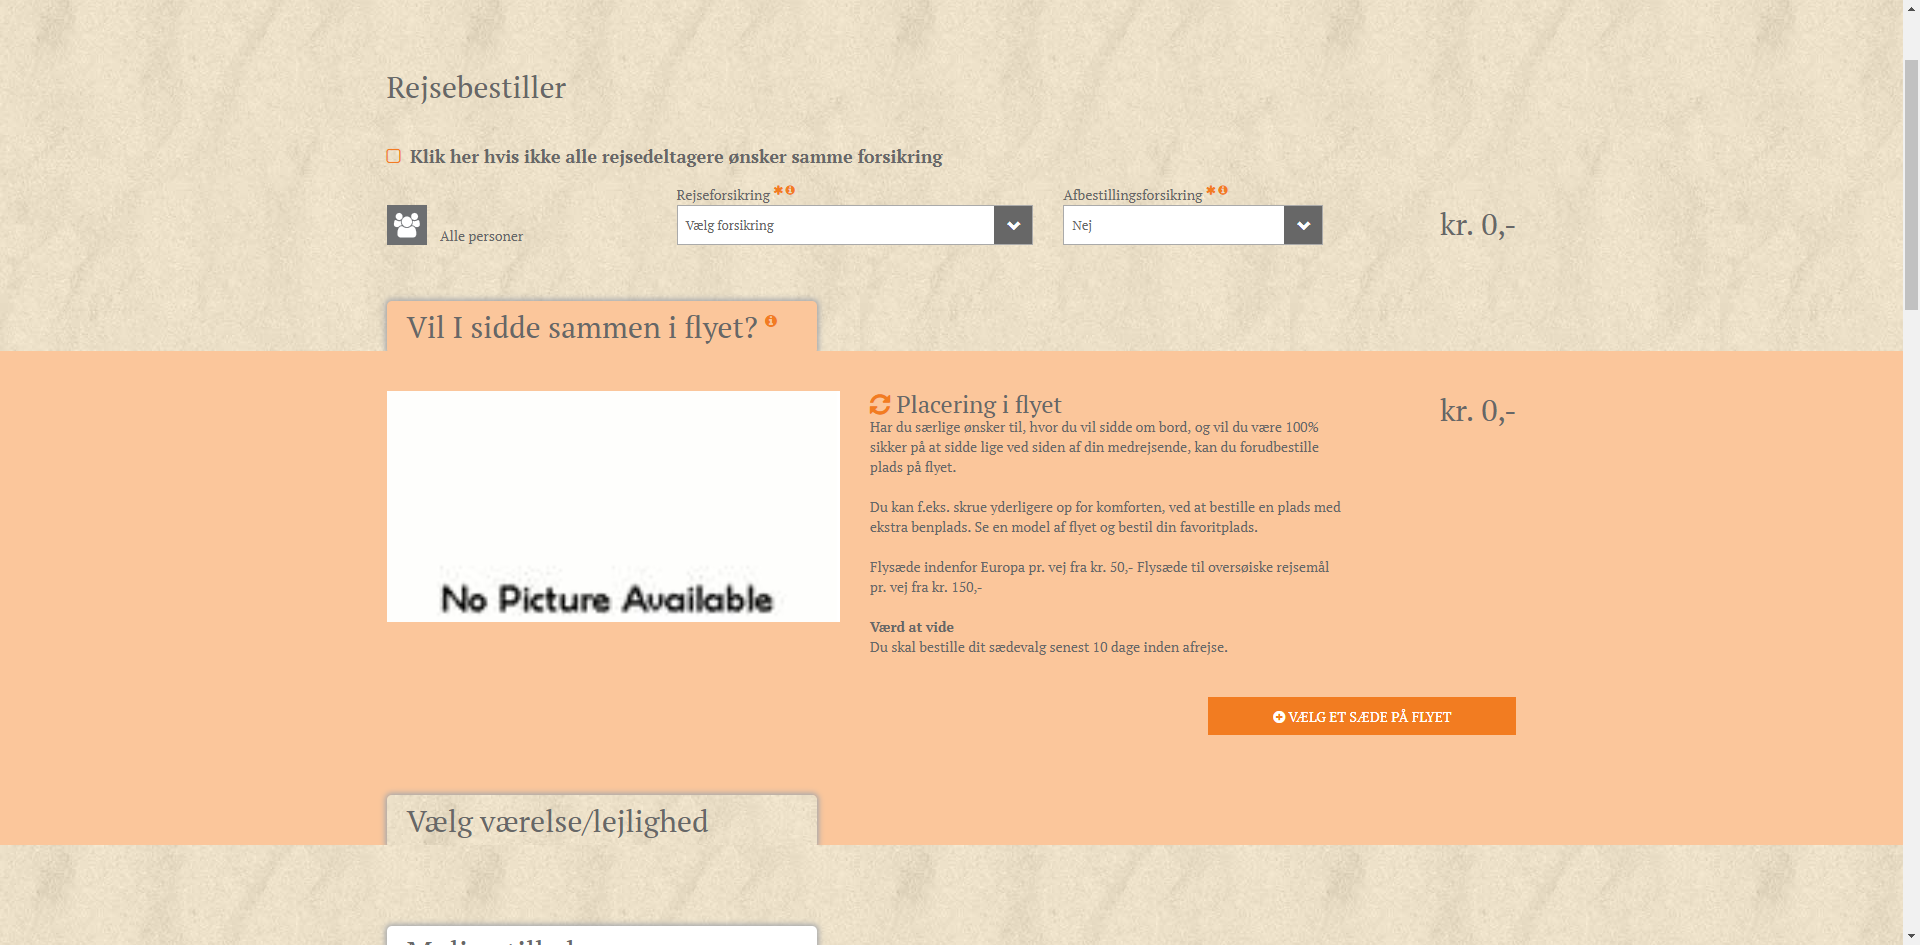 Rejsebestiller
Klik her hvis ikke alle rejsedeltagere ønsker samme forsikring
Rejseforsikring
Afbestillingsforsikring
Alle personer
Vælg forsikring
Nej
kr. 0,-
Vil I sidde sammen i flyet?
Placering i flyet
kr. 0,-
Har du særlige ønsker til, hvor du vil sidde om bord, og vil du være 100%
sikker på at sidde lige ved siden af din medrejsende, kan du forudbestille
plads på flyet.
Du kan f.eks. skrue yderligere op for komforten, ved at bestille en plads med
ekstra benplads. Se en model af flyet og bestil din favoritplads.
Flysæde indenfor Europa pr. vej fra kr. 50,- Flysæde til oversøiske rejsemål
pr. vej fra kr. 150,-
Værd at vide
Du skal bestille dit sædevalg senest 10 dage inden afrejse.
No Picture Available
VÆLG ET SÆDE PÅ FLYET
Vælg værelse/lejlighed